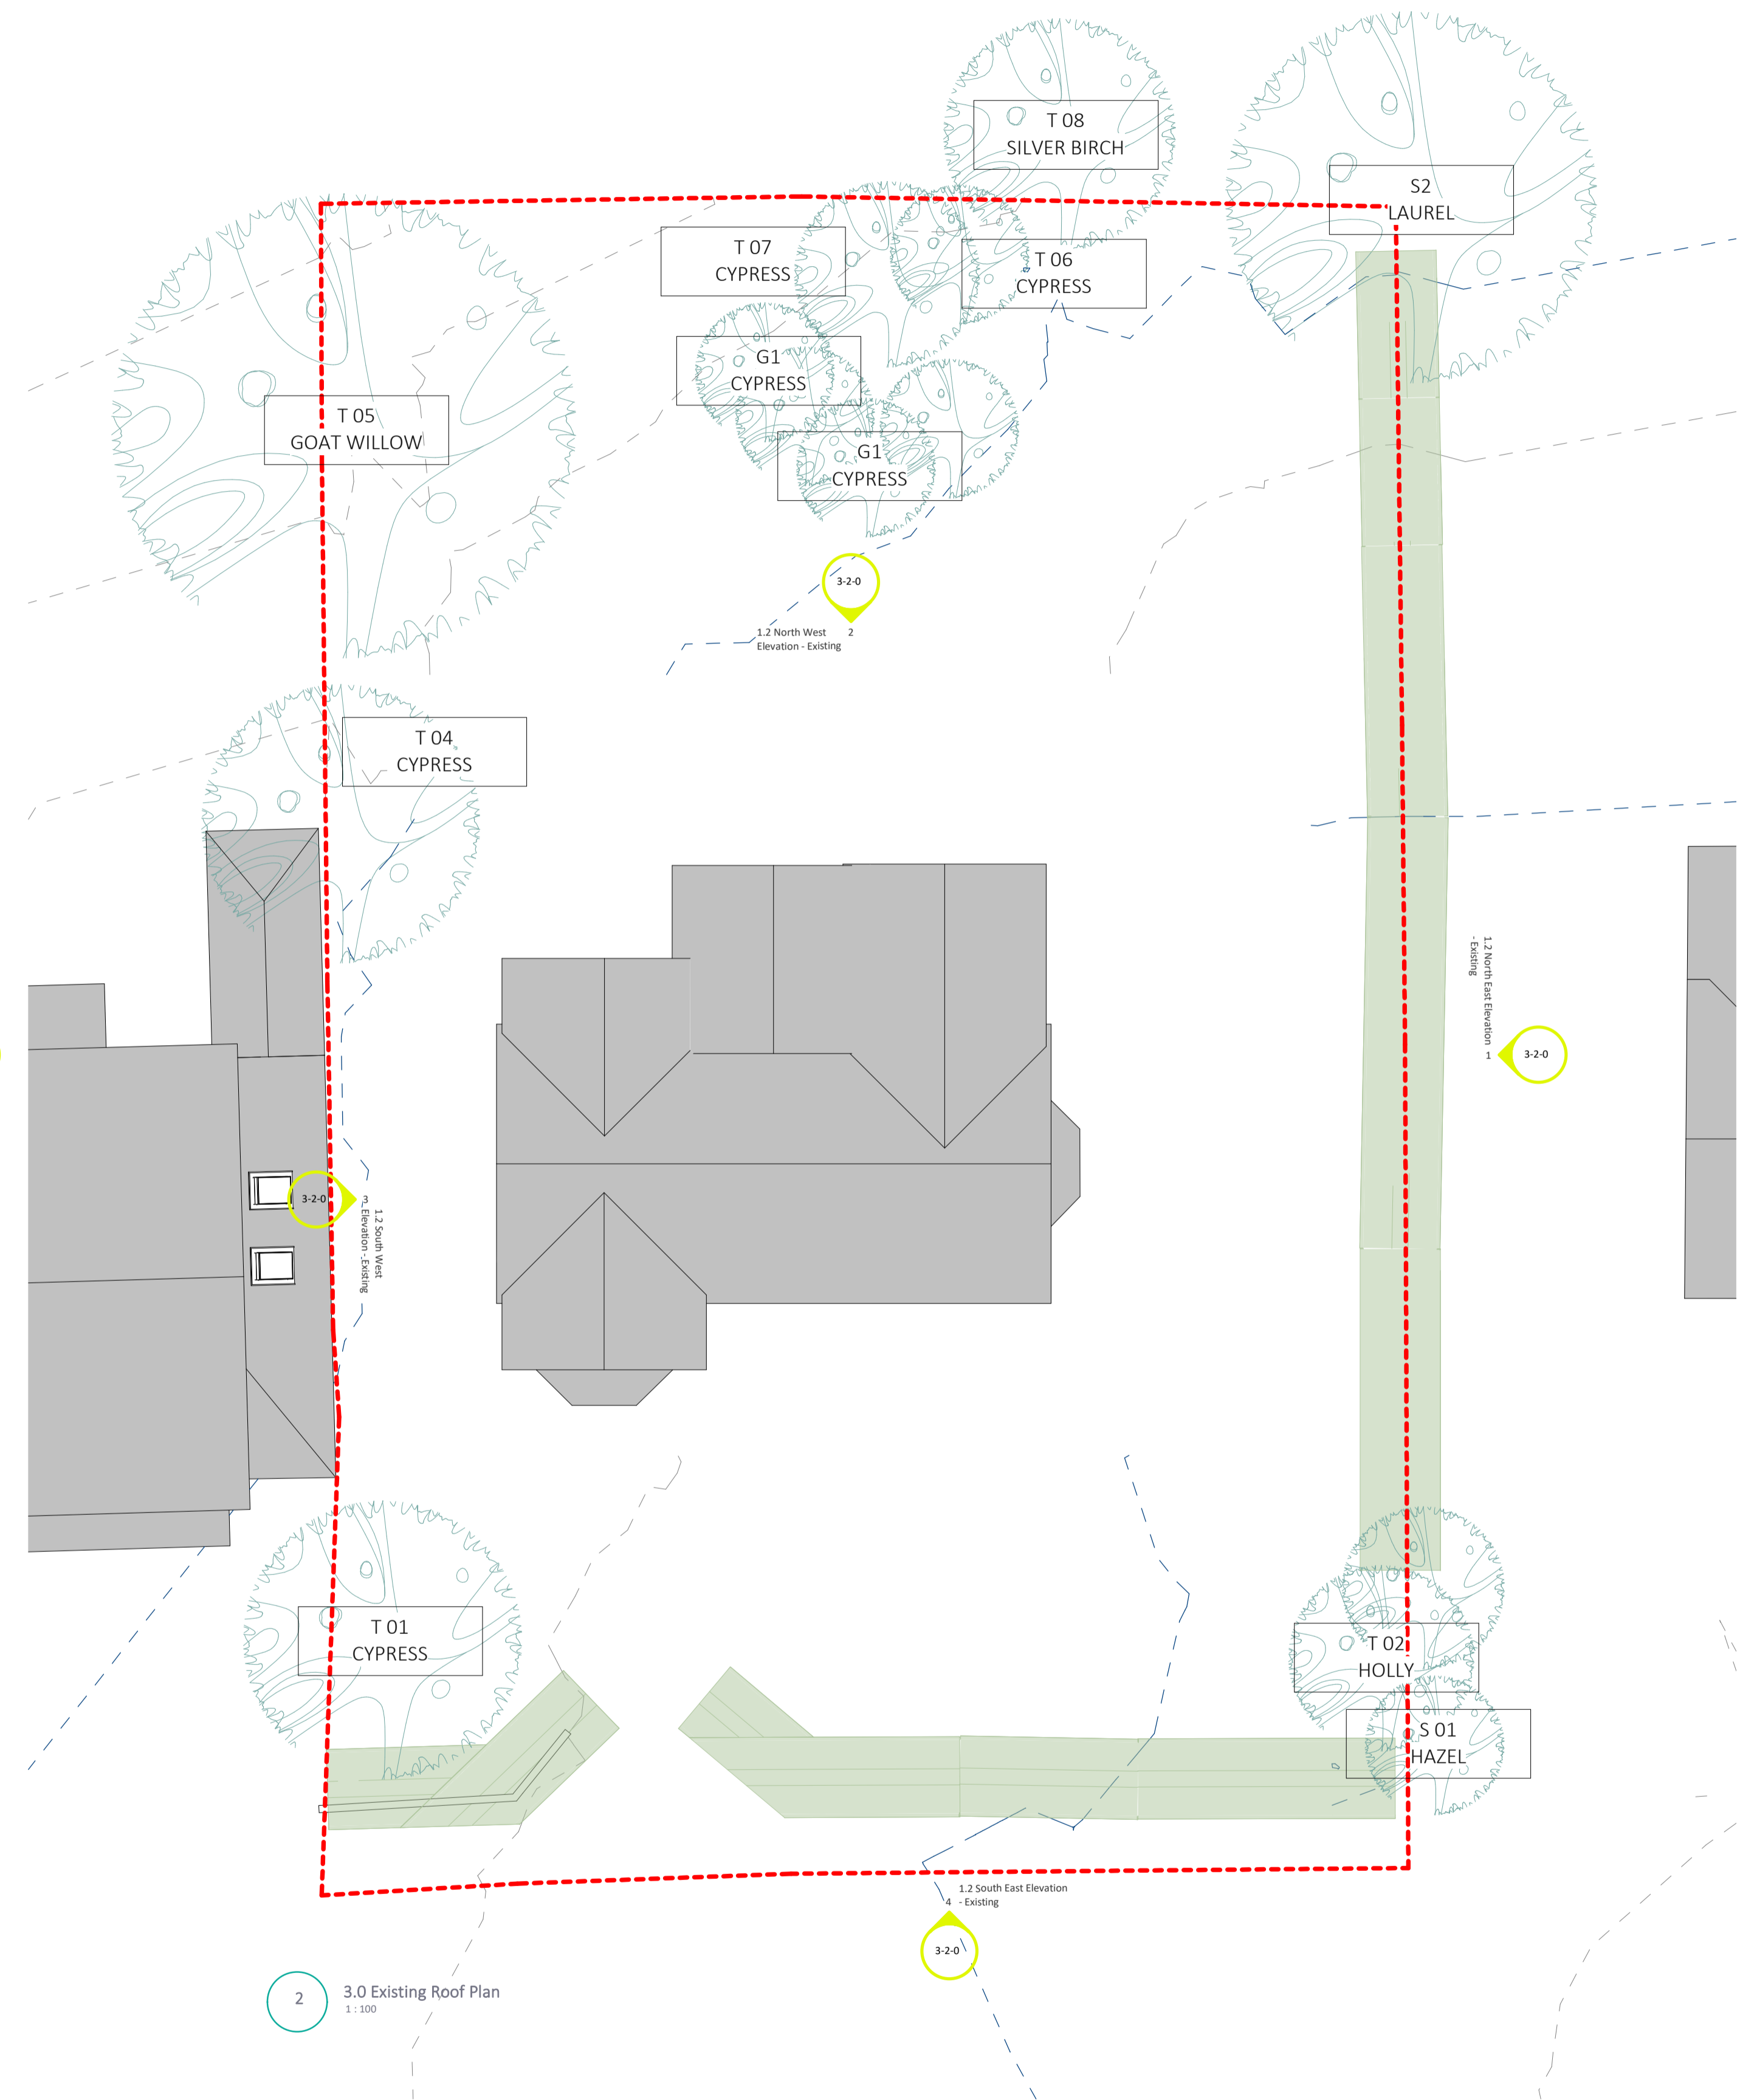 T 08
SILVER BIRCH
S2
LAUREL
T 07
CYPRESS
T 06
CYPRESS
G1
CYPRESS
T 05
GOAT WILLOW
G1
CYPRESS
3-2-0
1.2 North West
Elevation - Existing
2
T 04
CYPRESS
1.2 North East Elevation
- Existing
1
3-2-0
3-2-0
3
1.2 South West
Elevation - Existing
T 01
CYPRESS
T 02
HOLLY
S 01
HAZEL
1.2 South East Elevation
- Existing
4
3-2-0
2
3.0 Existing Roof Plan
1 : 100